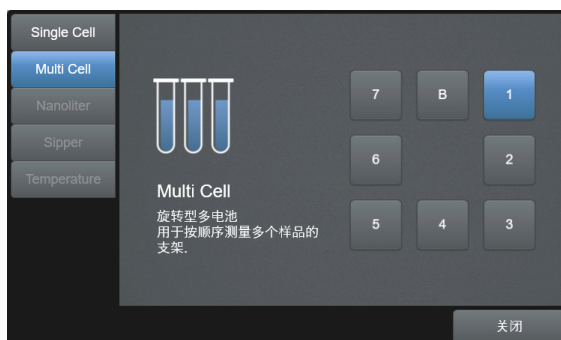 Single Cell
Multi Cell
Nanoliter
Sipper
Temperature
Multi Cell
旋转型多电池
用于按顺序测量多个样品的
支架.
7 B 1
6 2
5 4 3
关闭